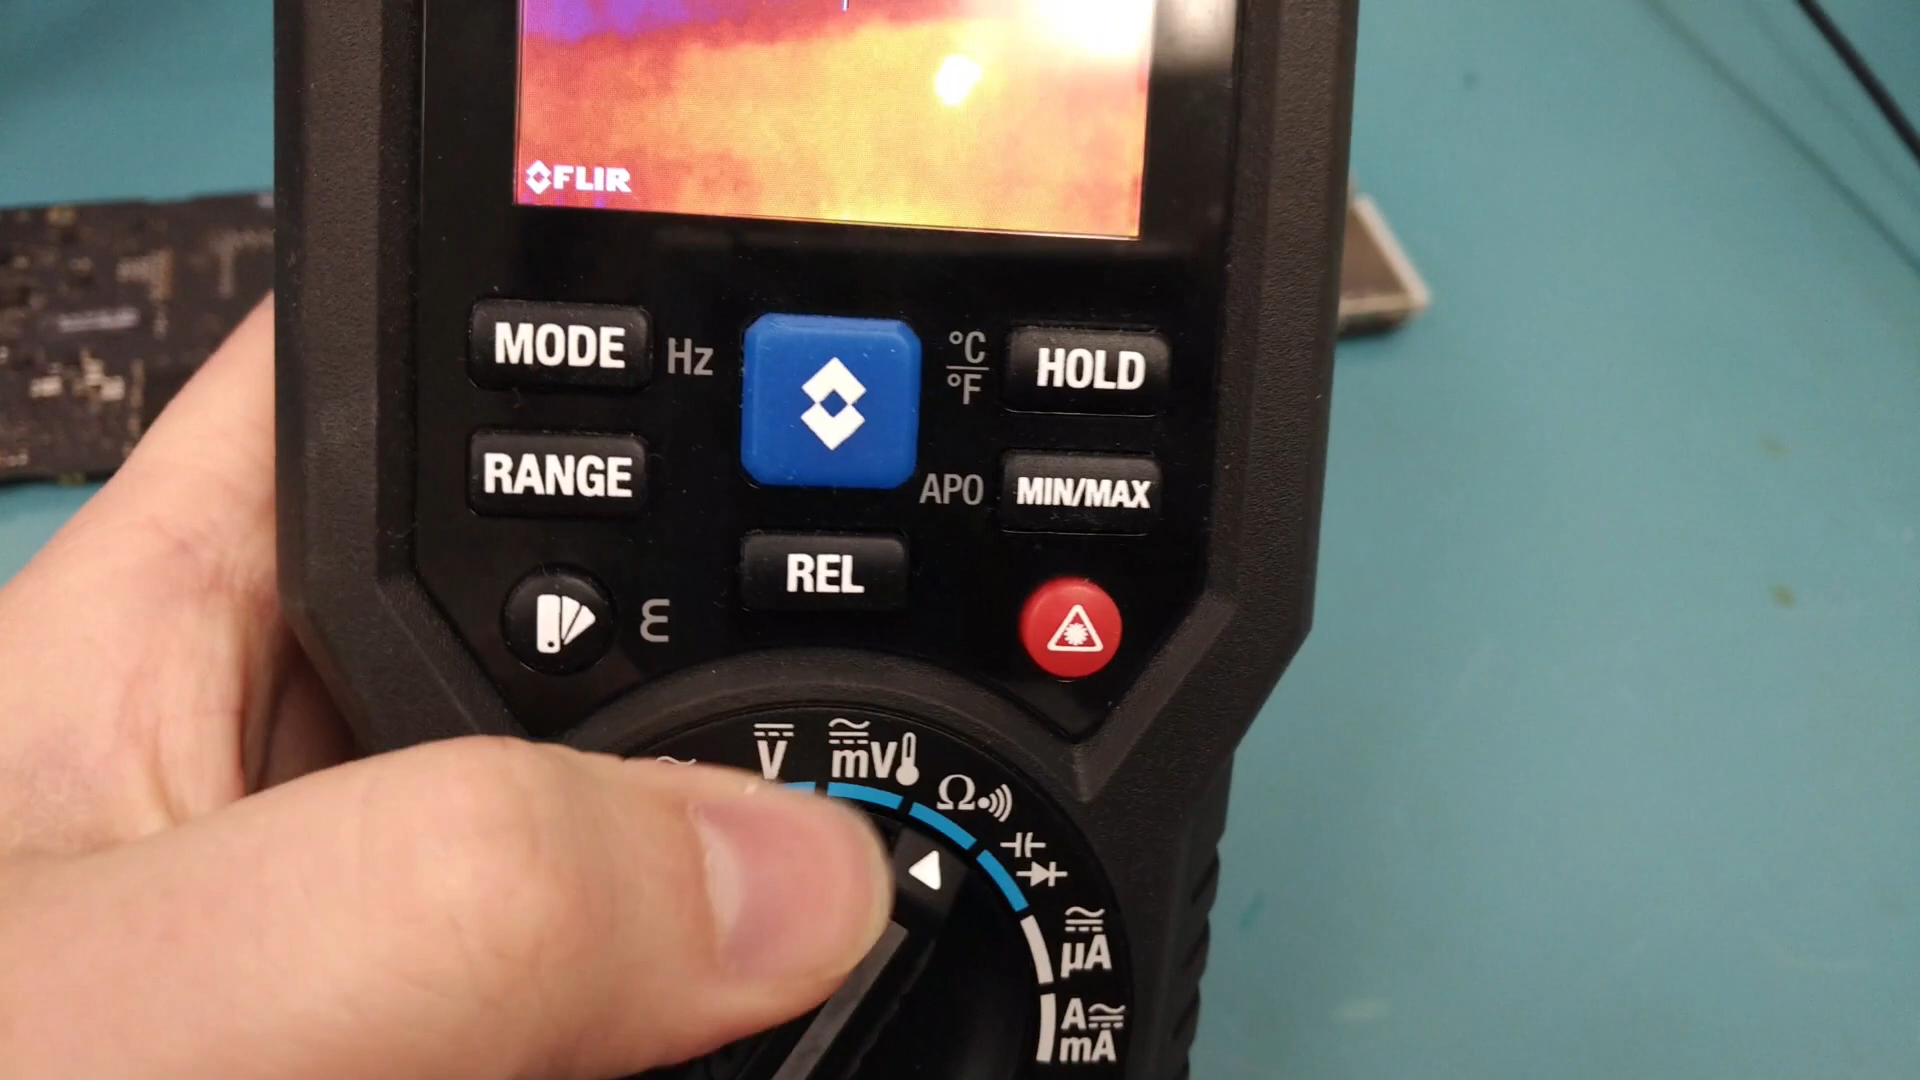 FLIR
MODE Hz
°C
°F
HOLD
RANGE
APO MIN/MAX
REL
ε
V
mV
Ω
µA
A
mA